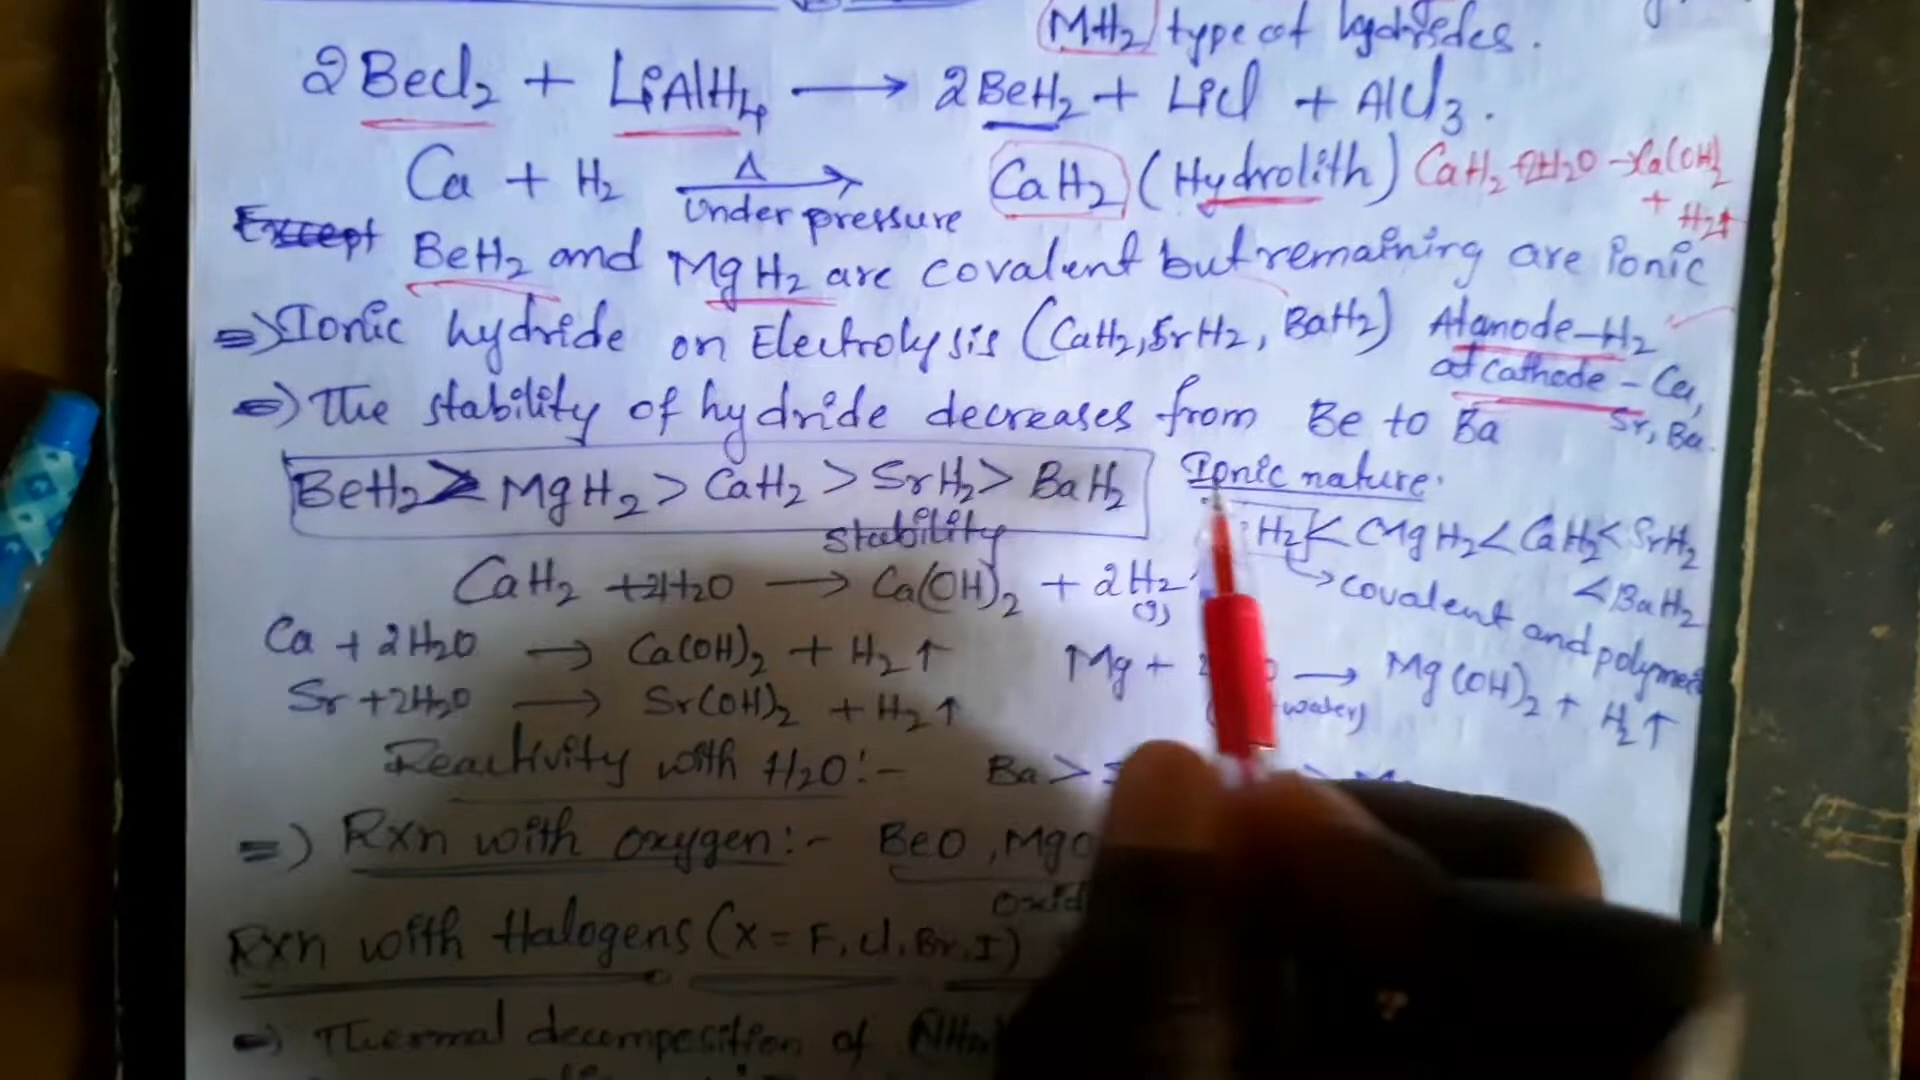 MH2 type of hydrides.
2BeCl2 + LiAlH4 → 2BeH2 + LiCl + AlCl3.
Ca + H2 Δ → CaH2 (Hydrolith) CaH2 + 2H2O → Ca(OH)2
Under pressure + H2↑
Except BeH2 and MgH2 are covalent but remaining are ionic
⇒) Ionic hydride on Electrolysis (CaH2, SrH2, BaH2) At anode - H2
at cathode - Ca, Sr, Ba.
⇒) The stability of hydride decreases from Be to Ba
BeH2 > MgH2 > CaH2 > SrH2 > BaH2 Ionic nature.
stability
H2 < MgH2 < CaH2 < SrH2 < BaH2
→ covalent and polymeric
CaH2 + 2H2O → Ca(OH)2 + 2H2 (g)
Ca + 2H2O → Ca(OH)2 + H2↑ Mg + → Mg(OH)2 + H2↑
water)
Sr + 2H2O → Sr(OH)2 + H2↑
Reactivity with H2O :- Ba >
⇒) Rxn with oxygen :- BeO, MgO
oxid
Rxn with Halogens (X = F, Cl, Br, I)
⇒) Thermal decomposition of